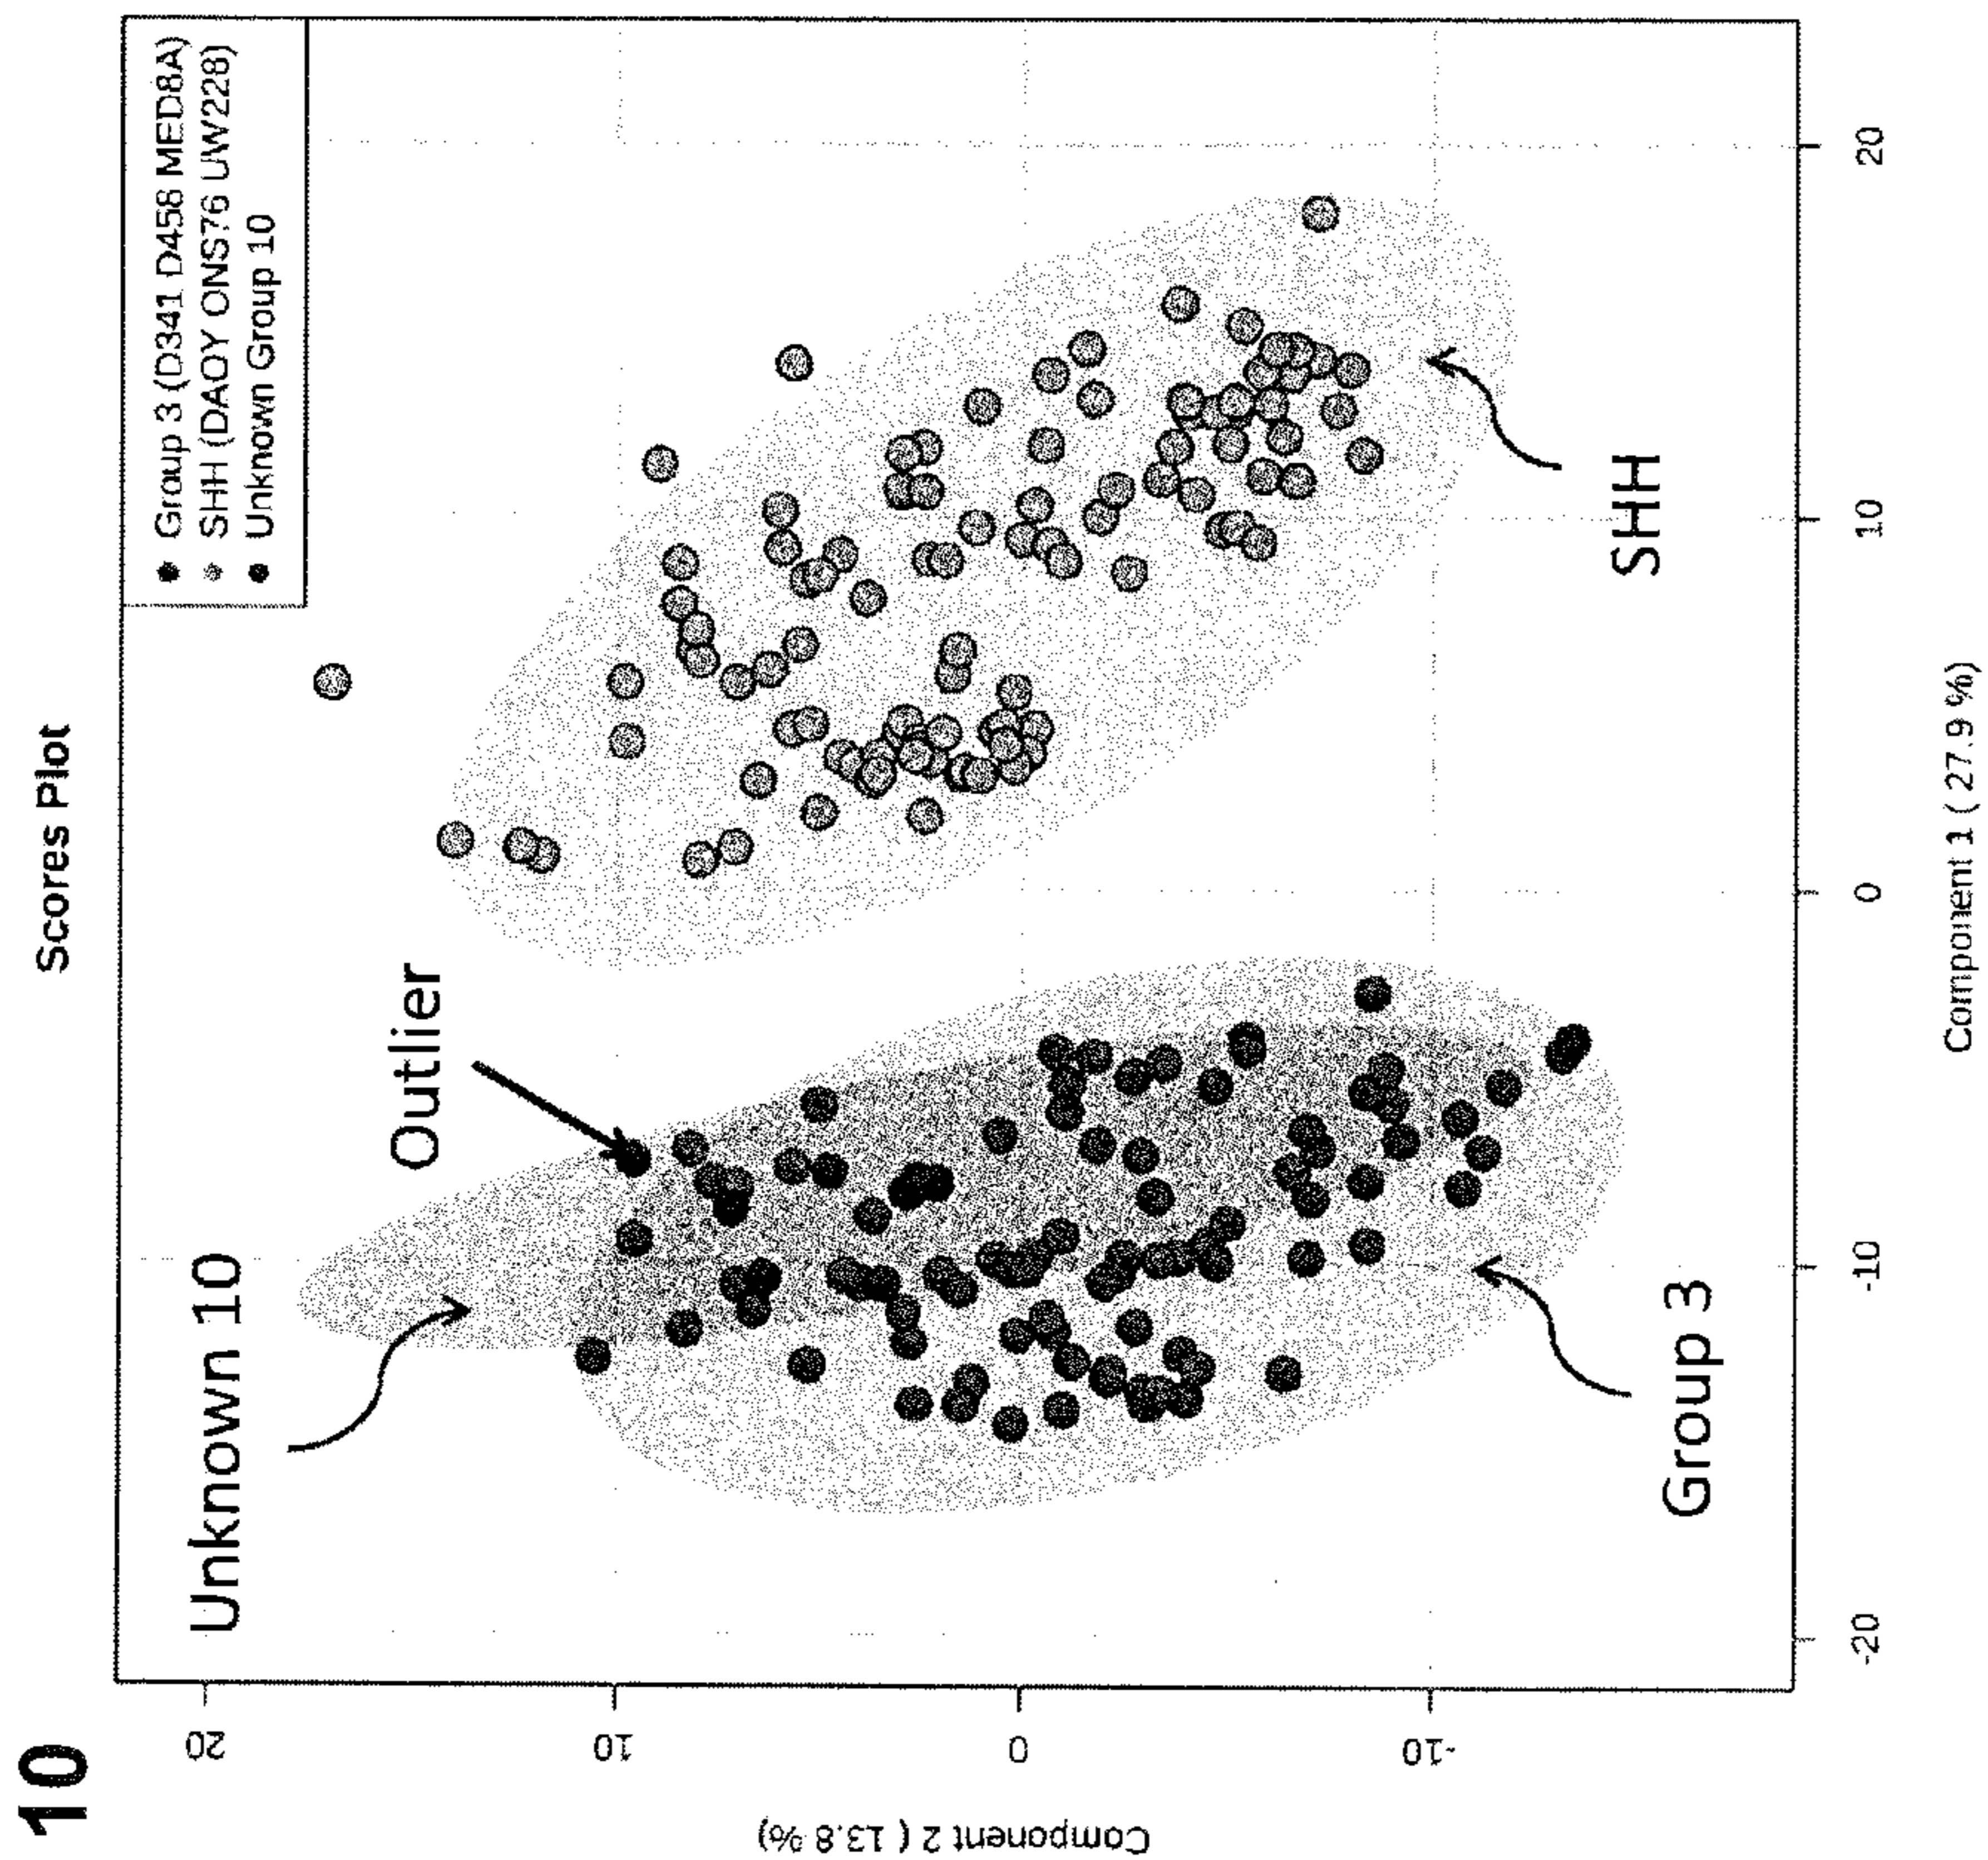 10
Scores Plot
Group 3 (D341 D458 MED8A)
SHH (DAOY ONS76 UW228)
Unknown Group 10
Unknown 10
Outlier
SHH
Group 3
Component 2 ( 13.8 %)
20
10
0
-10
-20
-10
0
10
20
Component 1 ( 27.9 %)